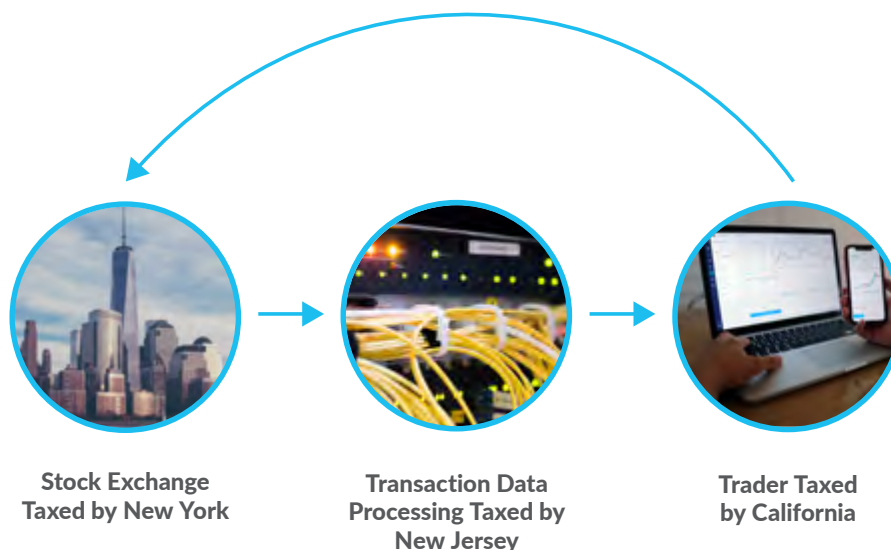 Stock Exchange
Taxed by New York
Transaction Data
Processing Taxed by
New Jersey
Trader Taxed
by California